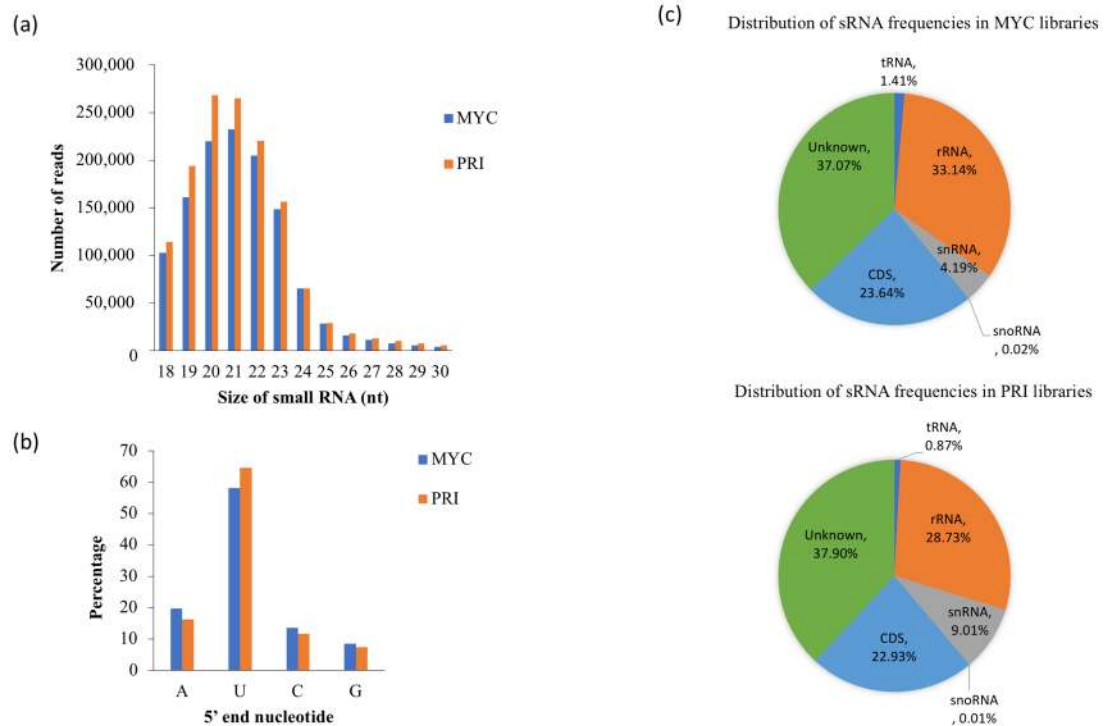 (a)
300,000
250,000
200,000
150,000
100,000
50,000
0
Number of reads
18 19 20 21 22 23 24 25 26 27 28 29 30
Size of small RNA (nt)
MYC
PRI
(b)
70
60
50
40
30
20
10
0
Percentage
A U C G
5’ end nucleotide
MYC
PRI
(c)
Distribution of sRNA frequencies in MYC libraries
tRNA,
1.41%
rRNA,
33.14%
snRNA,
4.19%
snoRNA
, 0.02%
CDS,
23.64%
Unknown,
37.07%
Distribution of sRNA frequencies in PRI libraries
tRNA,
0.87%
rRNA,
28.73%
snRNA,
9.01%
snoRNA
, 0.01%
CDS,
22.93%
Unknown,
37.90%